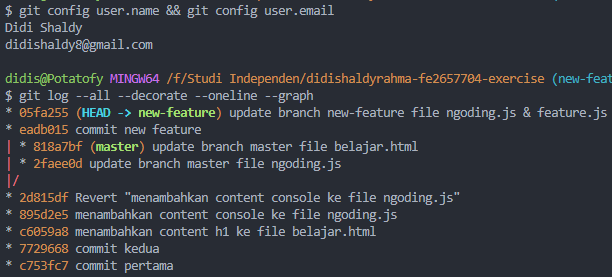 $ git config user.name && git config user.email
Didi Shaldy
didishaldy8@gmail.com
didis@Potatofy MINGW64 /f/Studi Independen/didishaldyrahma-fe2657704-exercise (new-feat
$ git log --all --decorate --oneline --graph
* 05fa255 (HEAD -> new-feature) update branch new-feature file ngoding.js & feature.js
* eadb015 commit new feature
| * 818a7bf (master) update branch master file belajar.html
| * 2faee0d update branch master file ngoding.js
|/
* 2d815df Revert "menambahkan content console ke file ngoding.js"
* 895d2e5 menambahkan content console ke file ngoding.js
* c6059a8 menambahkan content h1 ke file belajar.html
* 7729668 commit kedua
* c753fc7 commit pertama